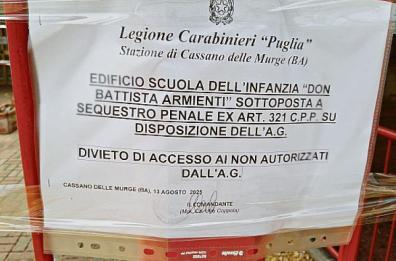 Legione Carabinieri "Puglia"
Stazione di Cassano delle Murge (BA)
EDIFICIO SCUOLA DELL'INFANZIA "DON
BATTISTA ARMIENTI" SOTTOPOSTA A
SEQUESTRO PENALE EX ART. 321 C.P.P. SU
DISPOSIZIONE DELL'A.G.
DIVIETO DI ACCESSO AI NON AUTORIZZATI
DALL'A.G.
CASSANO DELLE MURGE (BA), 13 AGOSTO 2025
IL COMANDANTE
Coppola)